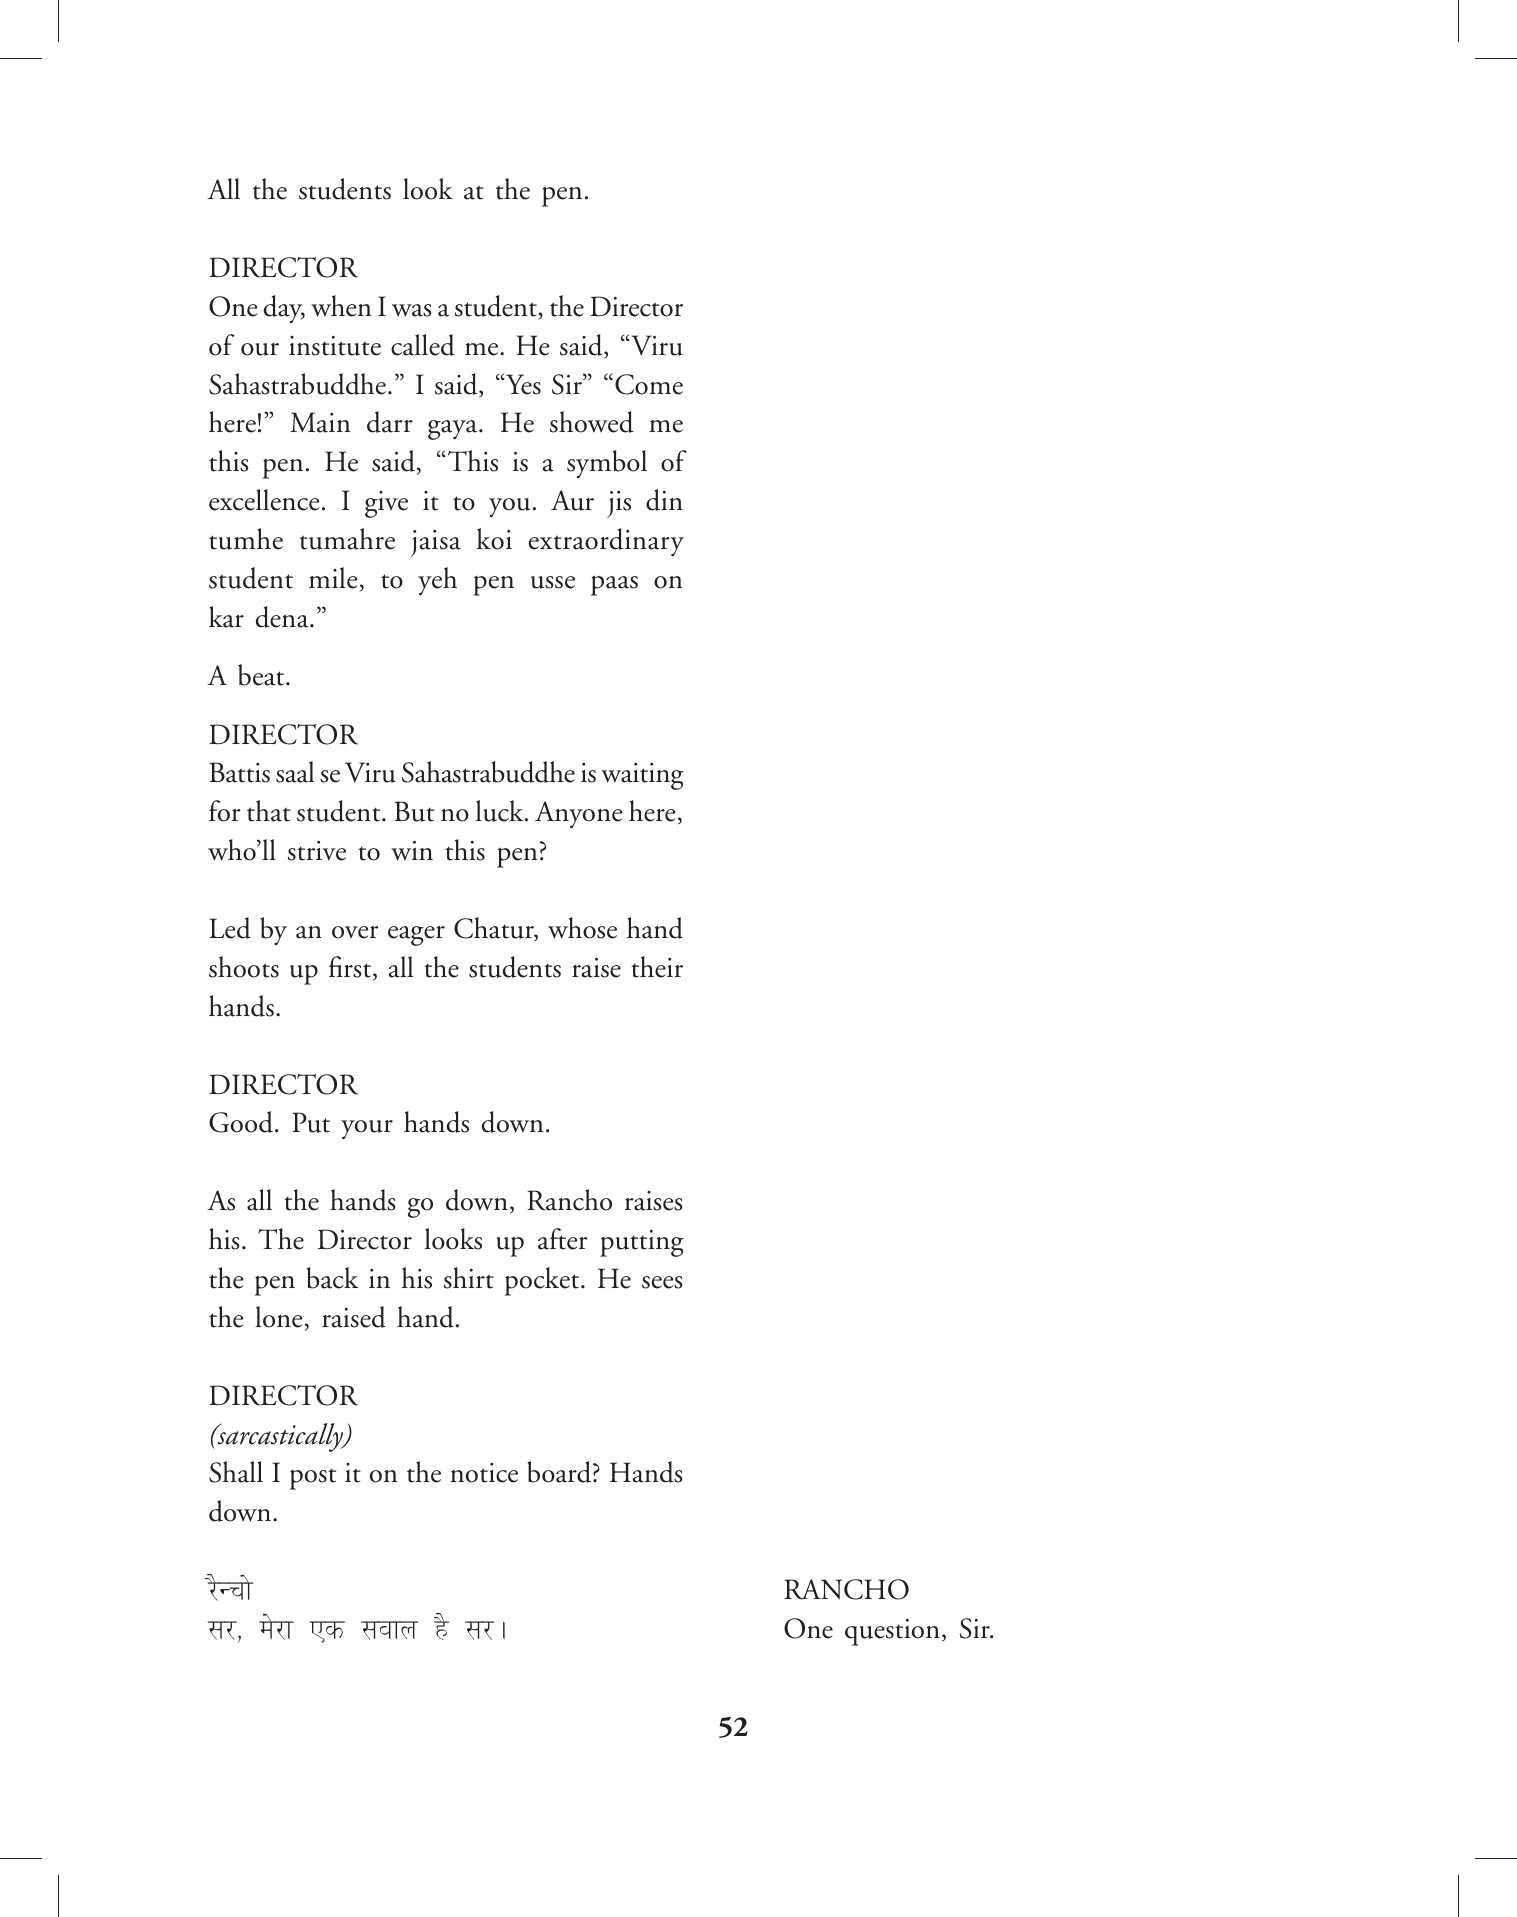 All the students look at the pen.
DIRECTOR
One day, when I was a student, the Director
of our institute called me. He said, “Viru
Sahastrabuddhe.” I said, “Yes Sir” “Come
here!” Main darr gaya. He showed me
this pen. He said, “This is a symbol of
excellence. I give it to you. Aur jis din
tumhe tumahre jaisa koi extraordinary
student mile, to yeh pen usse paas on
kar dena.”
A beat.
DIRECTOR
Battis saal se Viru Sahastrabuddhe is waiting
for that student. But no luck. Anyone here,
who’ll strive to win this pen?
Led by an over eager Chatur, whose hand
shoots up first, all the students raise their
hands.
DIRECTOR
Good. Put your hands down.
As all the hands go down, Rancho raises
his. The Director looks up after putting
the pen back in his shirt pocket. He sees
the lone, raised hand.
DIRECTOR
(sarcastically)
Shall I post it on the notice board? Hands
down.
रैन्चो
सर, मेरा एक सवाल है सर।
RANCHO
One question, Sir.
52